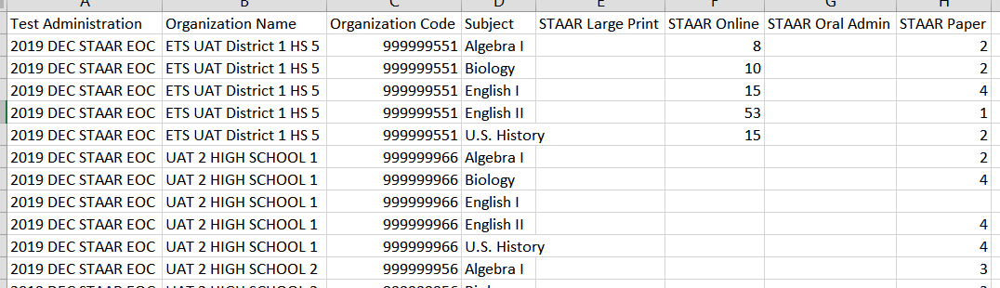 A B C D E F G H
Test Administration Organization Name Organization Code Subject STAAR Large Print STAAR Online STAAR Oral Admin STAAR Paper
2019 DEC STAAR EOC ETS UAT District 1 HS 5 999999551 Algebra I 8 2
2019 DEC STAAR EOC ETS UAT District 1 HS 5 999999551 Biology 10 2
2019 DEC STAAR EOC ETS UAT District 1 HS 5 999999551 English I 15 4
2019 DEC STAAR EOC ETS UAT District 1 HS 5 999999551 English II 53 1
2019 DEC STAAR EOC ETS UAT District 1 HS 5 999999551 U.S. History 15 2
2019 DEC STAAR EOC UAT 2 HIGH SCHOOL 1 999999966 Algebra I 2
2019 DEC STAAR EOC UAT 2 HIGH SCHOOL 1 999999966 Biology 4
2019 DEC STAAR EOC UAT 2 HIGH SCHOOL 1 999999966 English I
2019 DEC STAAR EOC UAT 2 HIGH SCHOOL 1 999999966 English II 4
2019 DEC STAAR EOC UAT 2 HIGH SCHOOL 1 999999966 U.S. History 4
2019 DEC STAAR EOC UAT 2 HIGH SCHOOL 2 999999956 Algebra I 3